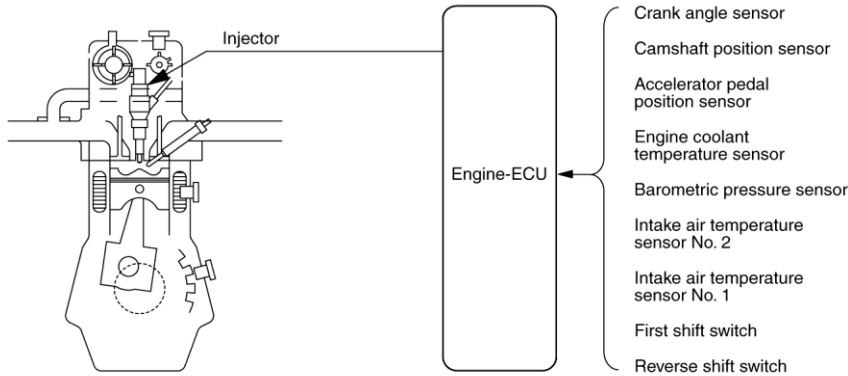 Injector
Engine-ECU
Crank angle sensor
Camshaft position sensor
Accelerator pedal
position sensor
Engine coolant
temperature sensor
Barometric pressure sensor
Intake air temperature
sensor No. 2
Intake air temperature
sensor No. 1
First shift switch
Reverse shift switch